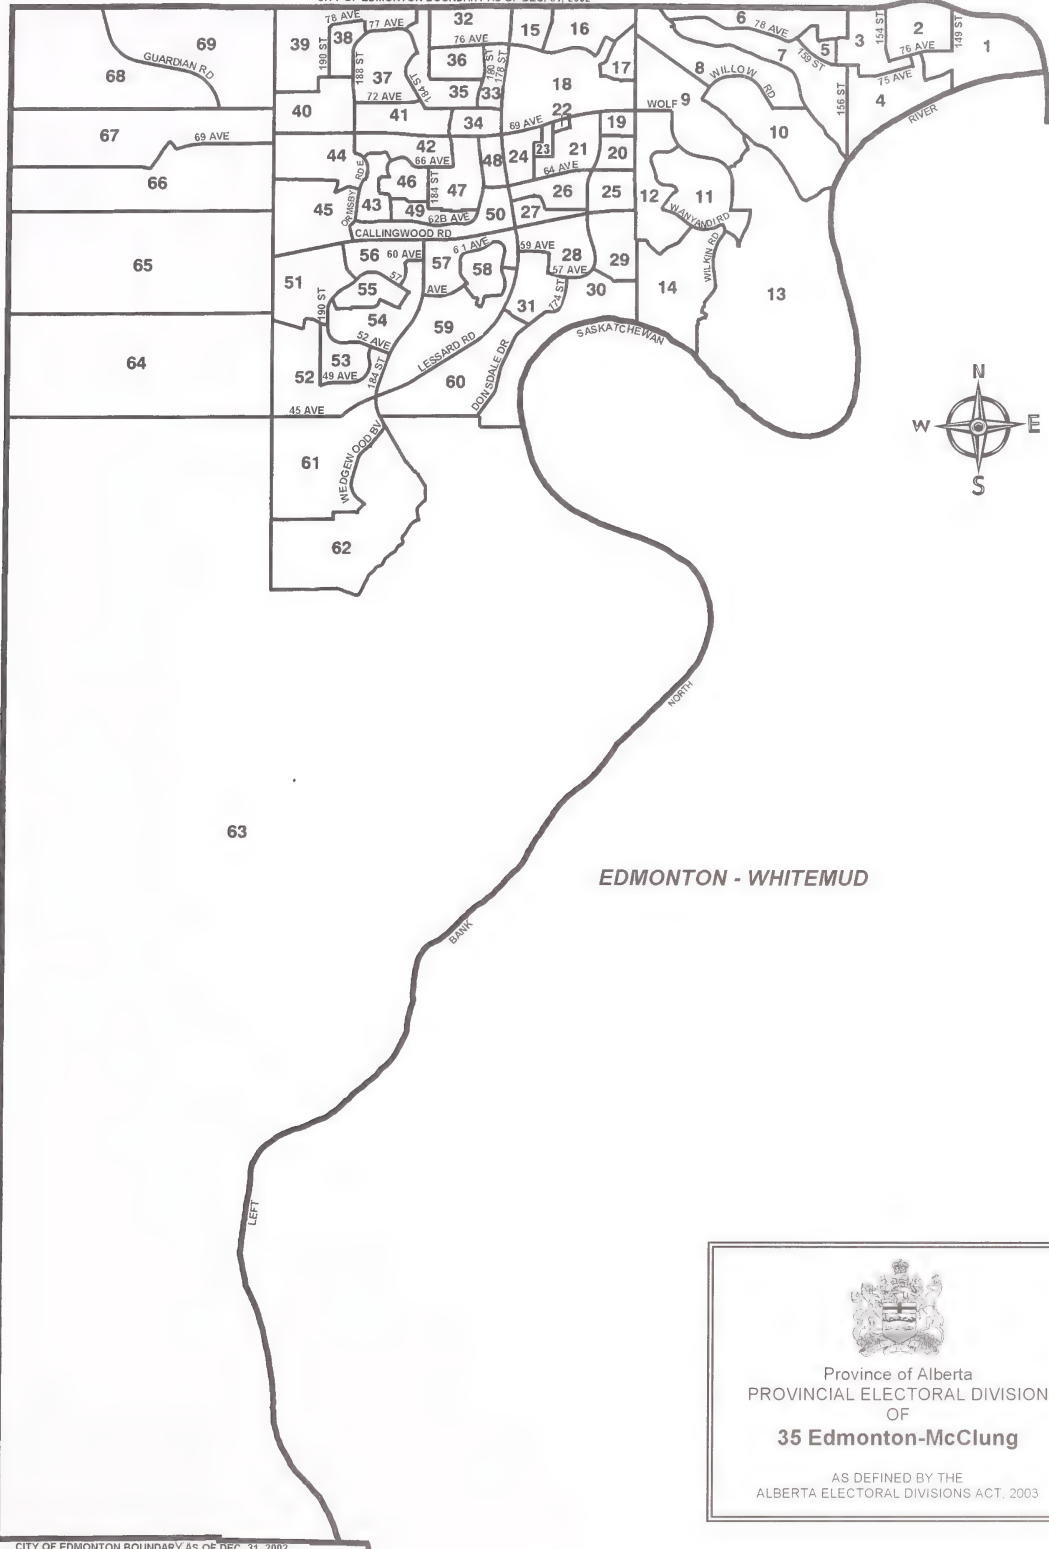 CITY OF EDMONTON BOUNDARY AS OF DEC. 31, 2002
69
68
GUARDIAN RD
39
190 ST
38
78 AVE
77 AVE
188 ST
37
184 ST
72 AVE
32
76 AVE
36
35
180 ST
178 ST
33
15
16
17
18
6
78 AVE
7
159 ST
5
3
154 ST
2
76 AVE
149 ST
1
75 AVE
4
156 ST
RIVER
8
WILLOW RD
WOLF
9
10
40
41
34
69 AVE
22
19
67
69 AVE
66
44
42
66 AVE
48
24
23
21
64 AVE
20
RD E
ORMSBY
46
184 ST
47
45
43
49
62B AVE
50
27
26
25
12
11
WANYANDI RD
CALLINGWOOD RD
65
51
56
60 AVE
57
AVE
57
61 AVE
58
59 AVE
28
57 AVE
29
190 ST
55
54
31
174 ST
30
14
WILKIN RD
13
64
52
52 AVE
53
49 AVE
184 ST
59
LESSARD RD
60
DONSDALE DR
SASKATCHEWAN
45 AVE
N
W
E
S
61
WEDGEWOOD BV
62
NORTH
63
EDMONTON - WHITEMUD
BANK
LEFT
Province of Alberta
PROVINCIAL ELECTORAL DIVISION
OF
35 Edmonton-McClung
AS DEFINED BY THE
ALBERTA ELECTORAL DIVISIONS ACT, 2003
CITY OF EDMONTON BOUNDARY AS OF DEC. 31, 2002